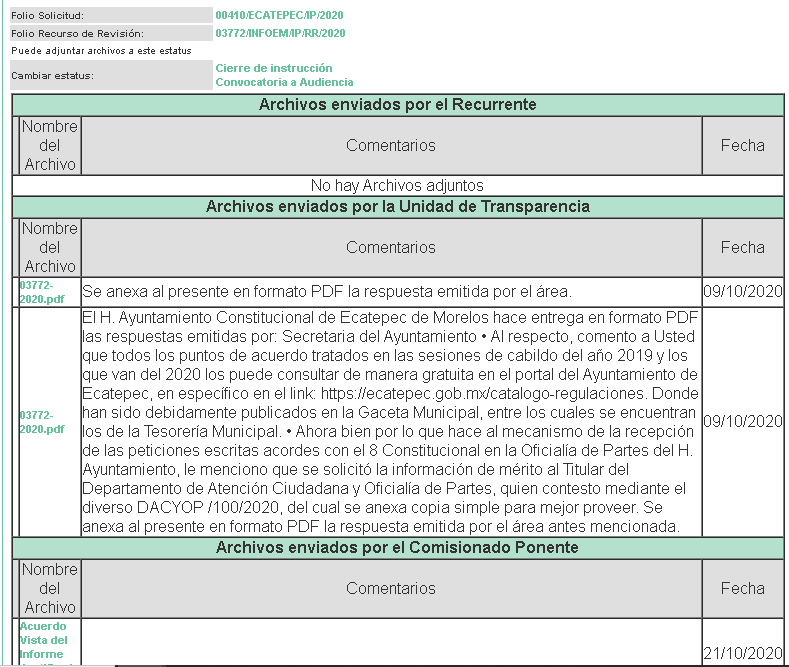 Folio Solicitud: 00410/ECATEPEC/IP/2020
Folio Recurso de Revisión: 03772/INFOEM/IP/RR/2020
Puede adjuntar archivos a este estatus
Cambiar estatus: Cierre de instrucción
Convocatoria a Audiencia
Archivos enviados por el Recurrente
Nombre
del
Archivo
Comentarios
Fecha
No hay Archivos adjuntos
Archivos enviados por la Unidad de Transparencia
Nombre
del
Archivo
Comentarios
Fecha
03772-
2020.pdf
Se anexa al presente en formato PDF la respuesta emitida por el área.
09/10/2020
03772-
2020.pdf
El H. Ayuntamiento Constitucional de Ecatepec de Morelos hace entrega en formato PDF
las respuestas emitidas por: Secretaria del Ayuntamiento • Al respecto, comento a Usted
que todos los puntos de acuerdo tratados en las sesiones de cabildo del año 2019 y los
que van del 2020 los puede consultar de manera gratuita en el portal del Ayuntamiento de
Ecatepec, en específico en el link: https://ecatepec.gob.mx/catalogo-regulaciones. Donde
han sido debidamente publicados en la Gaceta Municipal, entre los cuales se encuentran
los de la Tesorería Municipal. • Ahora bien por lo que hace al mecanismo de la recepción
de las peticiones escritas acordes con el 8 Constitucional en la Oficialía de Partes del H.
Ayuntamiento, le menciono que se solicitó la información de mérito al Titular del
Departamento de Atención Ciudadana y Oficialía de Partes, quien contesto mediante el
diverso DACYOP /100/2020, del cual se anexa copia simple para mejor proveer. Se
anexa al presente en formato PDF la respuesta emitida por el área antes mencionada.
09/10/2020
Archivos enviados por el Comisionado Ponente
Nombre
del
Archivo
Comentarios
Fecha
Acuerdo
Vista del
Informe
21/10/2020